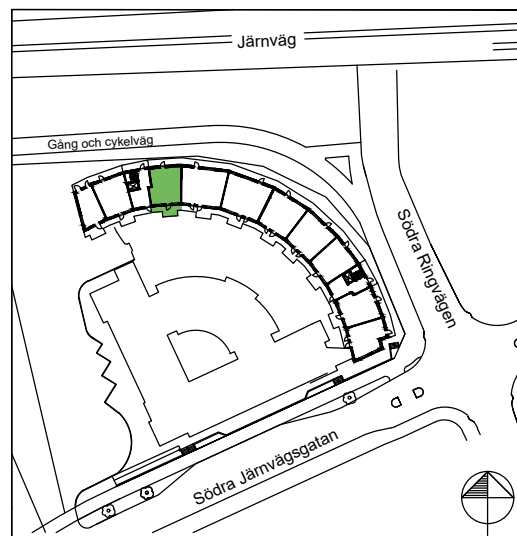 Järnväg
Gång och cykelväg
Södra Ringvägen
Södra Järnvägsgatan